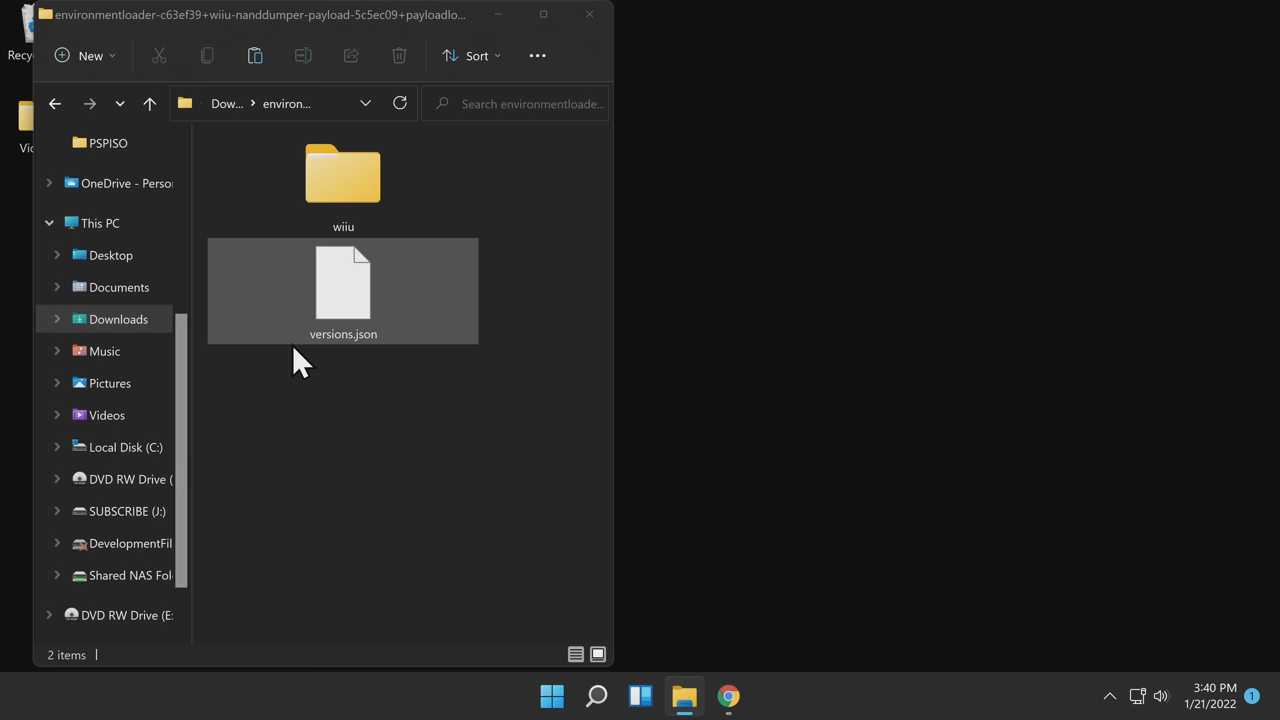 Recy
Vid
environmentloader-c63ef39+wiiu-nanddumper-payload-5c5ec09+payloadlo...
New
Sort
Dow...
environ...
Search environmentloade...
PSPISO
OneDrive - Perso
This PC
Desktop
Documents
Downloads
Music
Pictures
Videos
Local Disk (C:)
DVD RW Drive (
SUBSCRIBE (J:)
DevelopmentFil
Shared NAS Fol
DVD RW Drive (E:
wiiu
versions.json
2 items
3:40 PM
1/21/2022
1